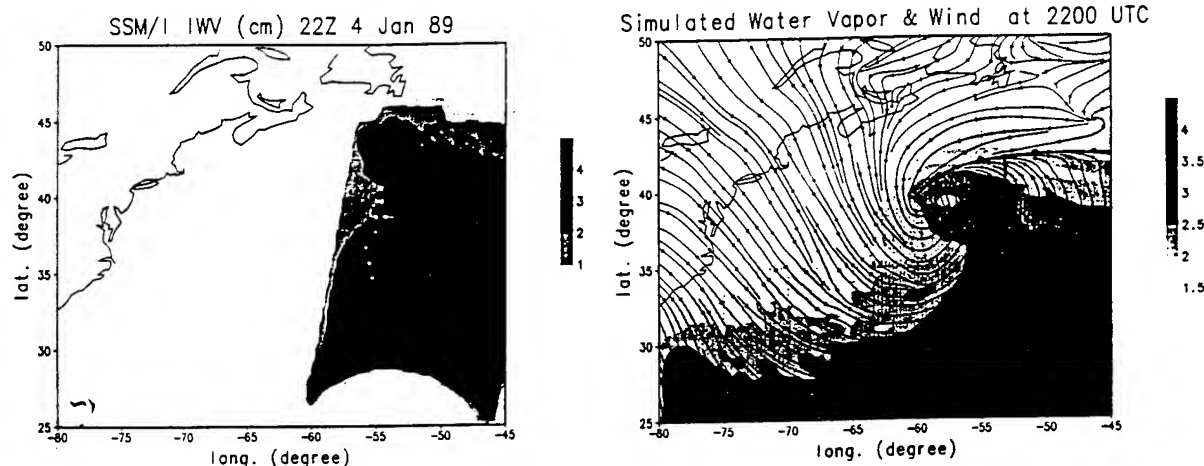 SSM/I IWV (cm) 22Z 4 Jan 89
50
45
40
35
30
25
lat. (degree)
-80 -75 -70 -65 -60 -55 -50 -45
long. (degree)
4
3
2
1
Simulated Water Vapor & Wind at 2200 UTC
50
45
40
35
30
25
lat. (degree)
-80 -75 -70 -65 -60 -55 -50 -45
long. (degree)
4
3.5
3
2.5
2
1.5